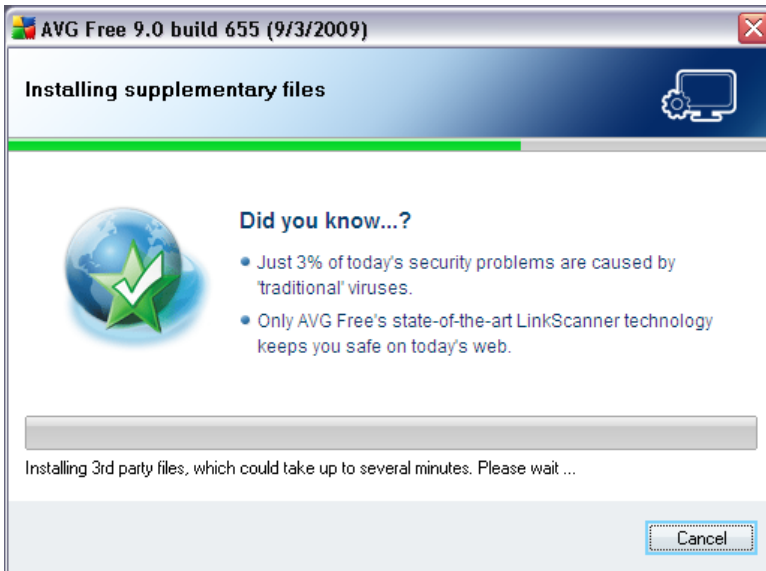 AVG Free 9.0 build 655 (9/3/2009)
Installing supplementary files
Did you know...?
Just 3% of today's security problems are caused by
'traditional' viruses.
Only AVG Free's state-of-the-art LinkScanner technology
keeps you safe on today's web.
Installing 3rd party files, which could take up to several minutes. Please wait ...
Cancel